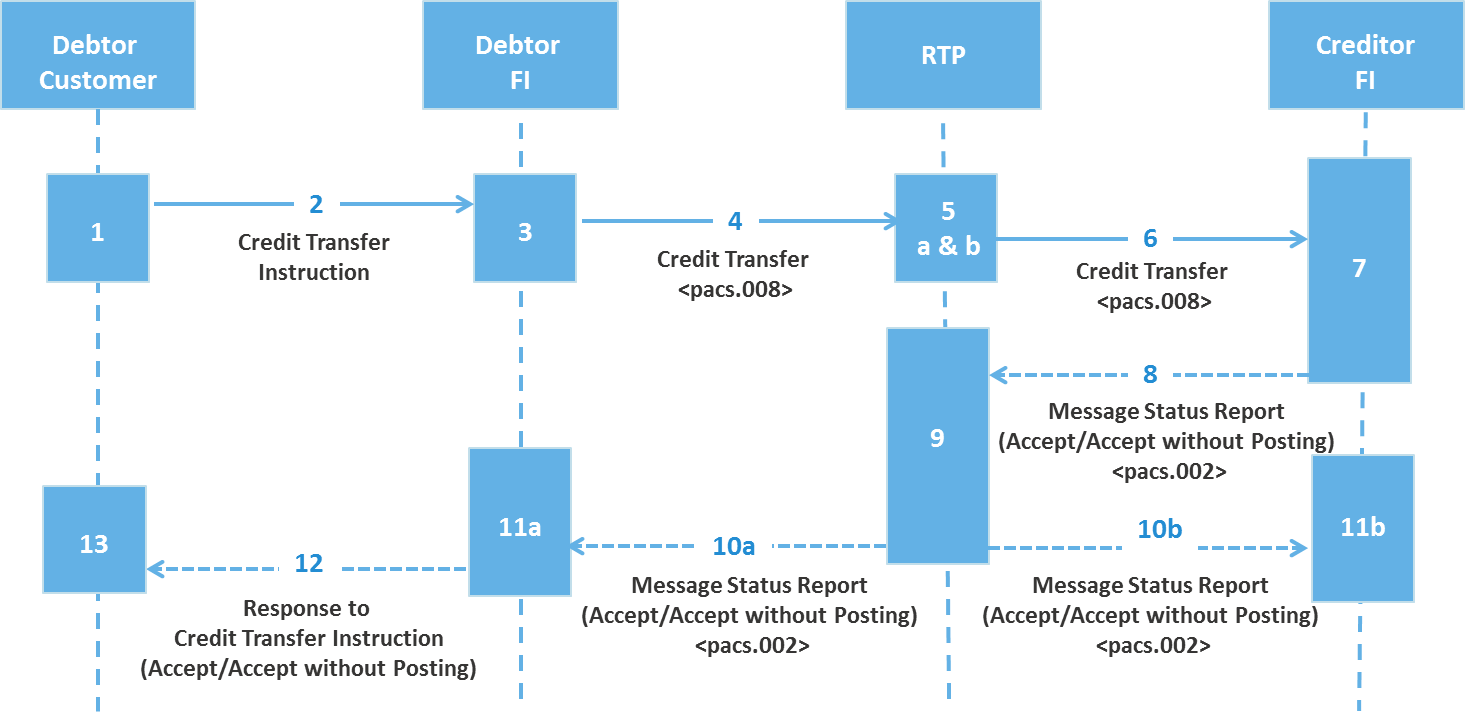 Debtor
Customer
Debtor
FI
RTP
Creditor
FI
1
2
Credit Transfer
Instruction
3
4
Credit Transfer
<pacs.008>
5
a & b
6
Credit Transfer
<pacs.008>
7
8
Message Status Report
(Accept/Accept without Posting)
<pacs.002>
9
10a
Message Status Report
(Accept/Accept without Posting)
<pacs.002>
10b
Message Status Report
(Accept/Accept without Posting)
<pacs.002>
11a
11b
12
Response to
Credit Transfer Instruction
(Accept/Accept without Posting)
13